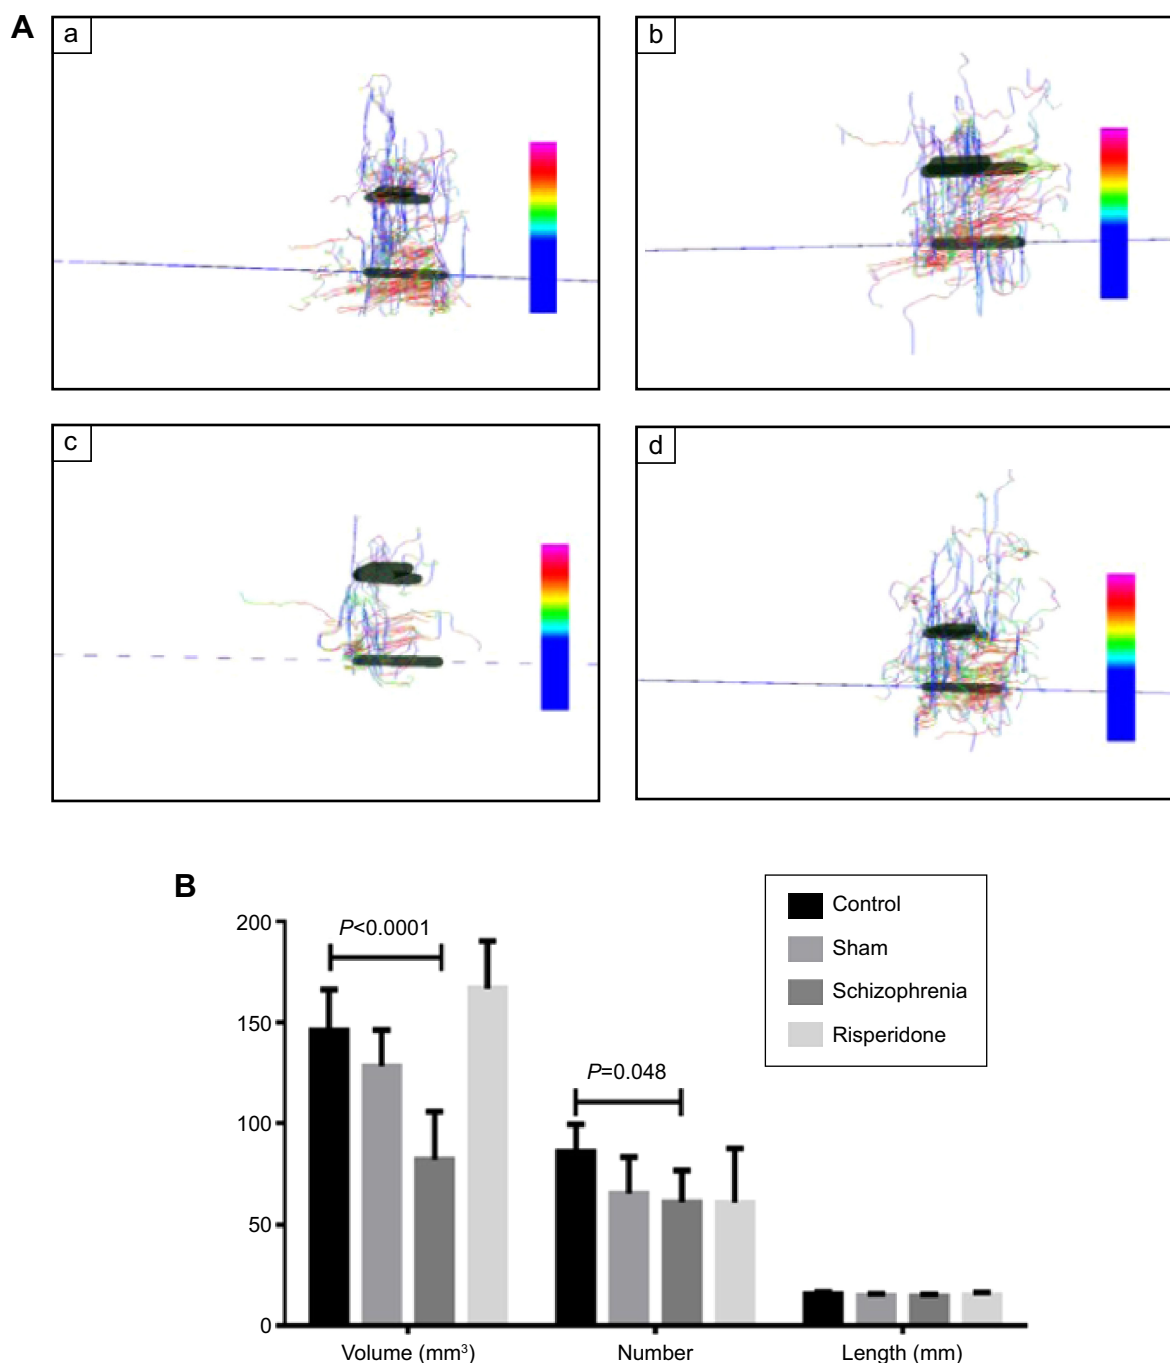 A
a
b
c
d
B
Control
Sham
Schizophrenia
Risperidone
200
150
100
50
0
P<0.0001
P=0.048
Volume (mm³)
Number
Length (mm)